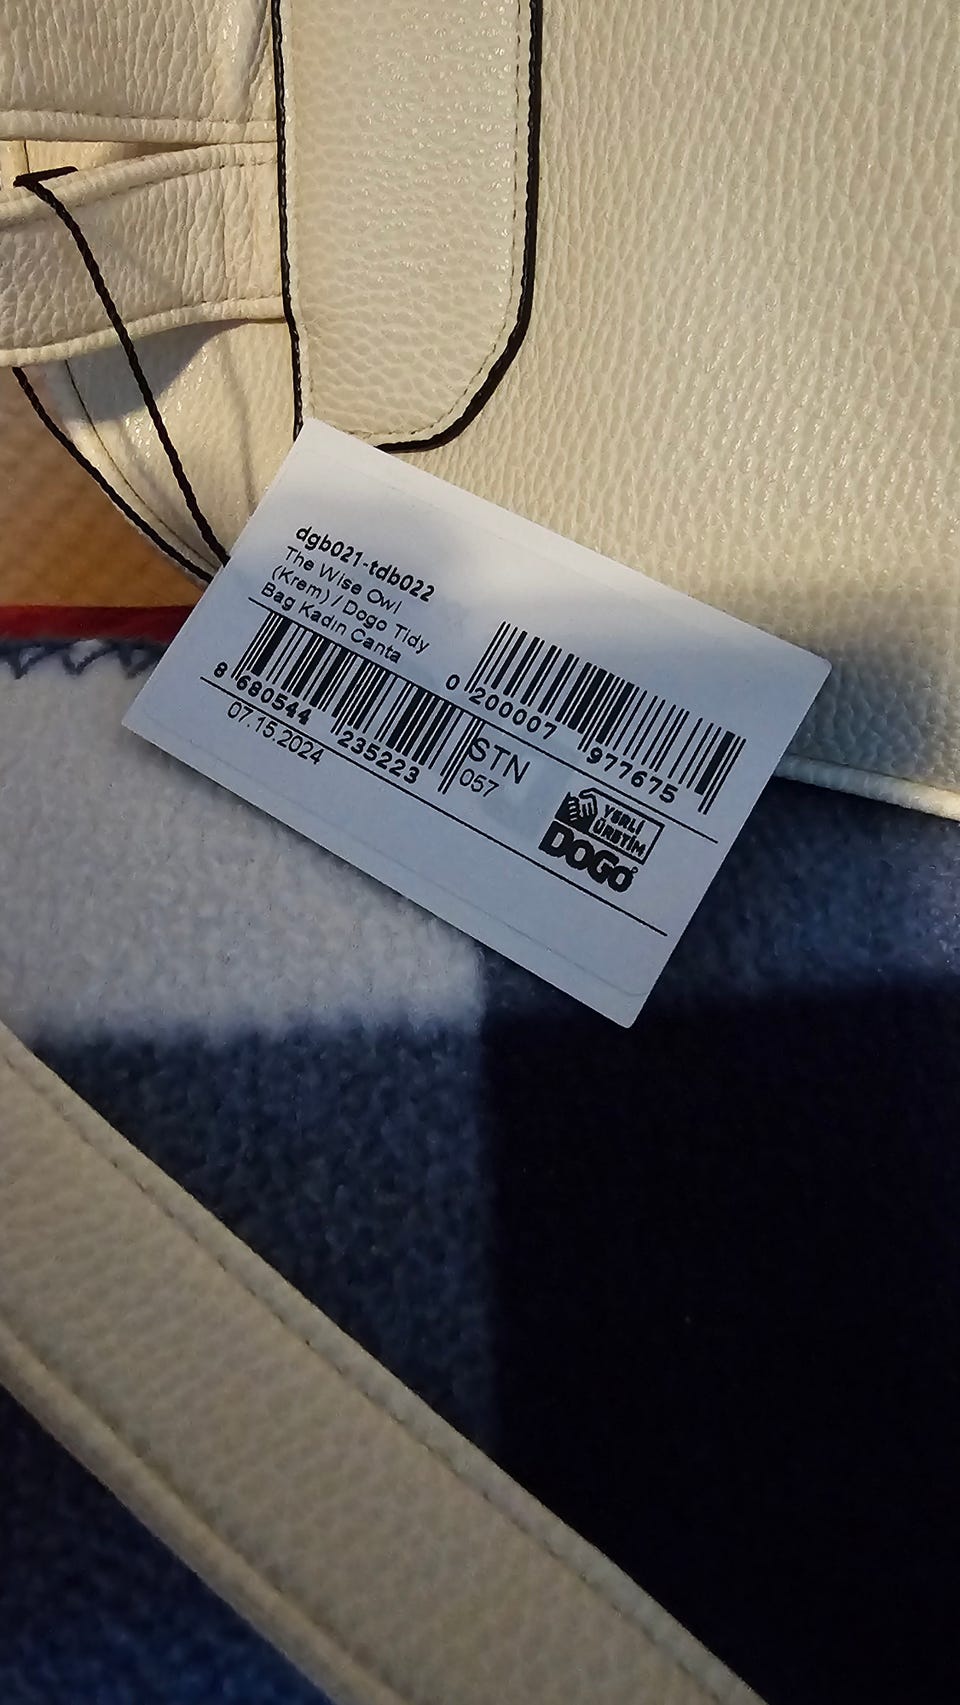 dgb021-tdb022
The Wise Owl
(Krem) / Dogo Tidy
Bag Kadın Canta
8 680544 235223
0 200007 977675
07.15.2024
STN
057
YERLİ
ÜRETİM
DOGO